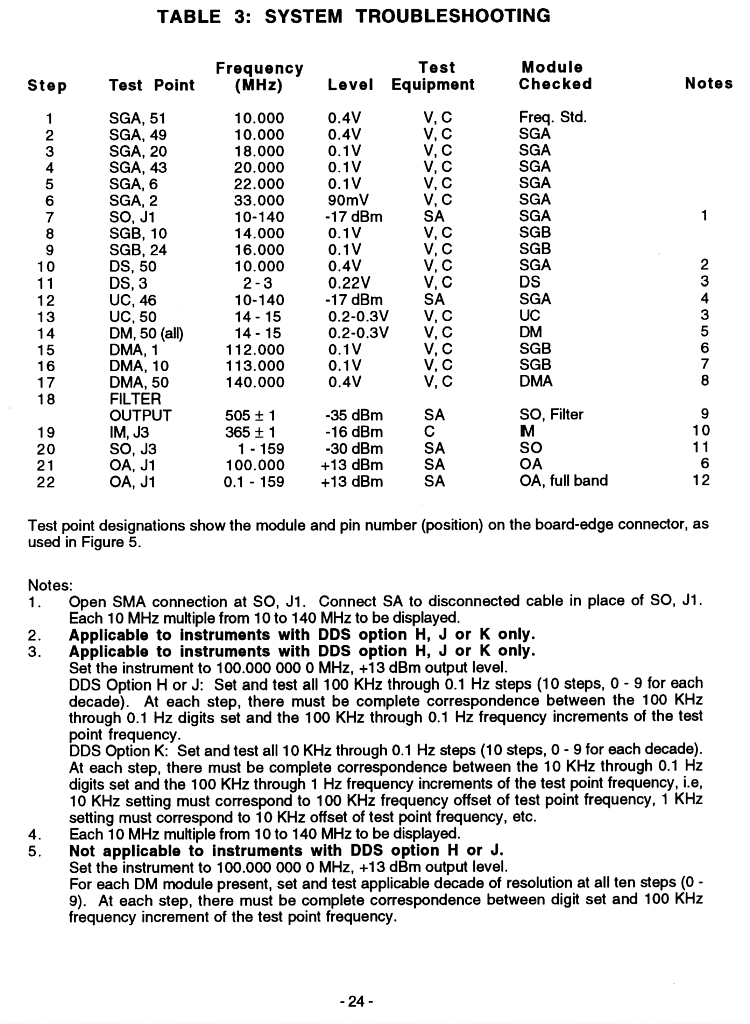 TABLE 3: SYSTEM TROUBLESHOOTING
Frequency Test Module
Step Test Point (MHz) Level Equipment Checked Notes
1 SGA, 51 10.000 0.4V V, C Freq. Std.
2 SGA, 49 10.000 0.4V V, C SGA
3 SGA, 20 18.000 0.1V V, C SGA
4 SGA, 43 20.000 0.1V V, C SGA
5 SGA, 6 22.000 0.1V V, C SGA
6 SGA, 2 33.000 90mV V, C SGA
7 SO, J1 10-140 -17 dBm SA SGA 1
8 SGB, 10 14.000 0.1V V, C SGB
9 SGB, 24 16.000 0.1V V, C SGB
10 DS, 50 10.000 0.4V V, C SGA 2
11 DS, 3 2 - 3 0.22V V, C DS 3
12 UC, 46 10-140 -17 dBm SA SGA 4
13 UC, 50 14 - 15 0.2-0.3V V, C UC 3
14 DM, 50 (all) 14 - 15 0.2-0.3V V, C DM 5
15 DMA, 1 112.000 0.1V V, C SGB 6
16 DMA, 10 113.000 0.1V V, C SGB 7
17 DMA, 50 140.000 0.4V V, C DMA 8
18 FILTER
OUTPUT 505 ± 1 -35 dBm SA SO, Filter 9
19 IM, J3 365 ± 1 -16 dBm C IM 10
20 SO, J3 1 - 159 -30 dBm SA SO 11
21 OA, J1 100.000 +13 dBm SA OA 6
22 OA, J1 0.1 - 159 +13 dBm SA OA, full band 12
Test point designations show the module and pin number (position) on the board-edge connector, as
used in Figure 5.
Notes:
1. Open SMA connection at SO, J1. Connect SA to disconnected cable in place of SO, J1.
Each 10 MHz multiple from 10 to 140 MHz to be displayed.
2. Applicable to instruments with DDS option H, J or K only.
3. Applicable to instruments with DDS option H, J or K only.
Set the instrument to 100.000 000 0 MHz, +13 dBm output level.
DDS Option H or J: Set and test all 100 KHz through 0.1 Hz steps (10 steps, 0 - 9 for each
decade). At each step, there must be complete correspondence between the 100 KHz
through 0.1 Hz digits set and the 100 KHz through 0.1 Hz frequency increments of the test
point frequency.
DDS Option K: Set and test all 10 KHz through 0.1 Hz steps (10 steps, 0 - 9 for each decade).
At each step, there must be complete correspondence between the 10 KHz through 0.1 Hz
digits set and the 100 KHz through 1 Hz frequency increments of the test point frequency, i.e,
10 KHz setting must correspond to 100 KHz frequency offset of test point frequency, 1 KHz
setting must correspond to 10 KHz offset of test point frequency, etc.
4. Each 10 MHz multiple from 10 to 140 MHz to be displayed.
5. Not applicable to instruments with DDS option H or J.
Set the instrument to 100.000 000 0 MHz, +13 dBm output level.
For each DM module present, set and test applicable decade of resolution at all ten steps (0 -
9). At each step, there must be complete correspondence between digit set and 100 KHz
frequency increment of the test point frequency.
- 24 -